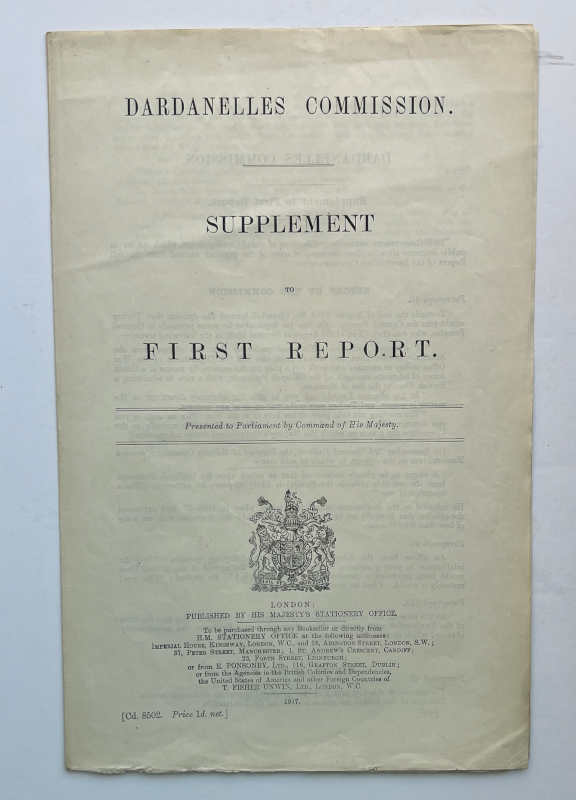 DARDANELLES COMMISSION.
SUPPLEMENT
TO
FIRST REPORT.
Presented to Parliament by Command of His Majesty.
LONDON:
PUBLISHED BY HIS MAJESTY'S STATIONERY OFFICE.
To be purchased through any Bookseller or directly from
H.M. STATIONERY OFFICE at the following addresses:
IMPERIAL HOUSE, KINGSWAY, LONDON, W.C., and 28, ABINGDON STREET, LONDON, S.W.;
37, PETER STREET, MANCHESTER; 1, ST. ANDREW'S CRESCENT, CARDIFF;
23, FORTH STREET, EDINBURGH;
or from E. PONSONBY, LTD., 116, GRAFTON STREET, DUBLIN;
or from the Agencies in the British Colonies and Dependencies,
the United States of America and other Foreign Countries of
T. FISHER UNWIN, LTD., LONDON, W.C.
1917.
[Cd. 8502. Price 1d. net.]